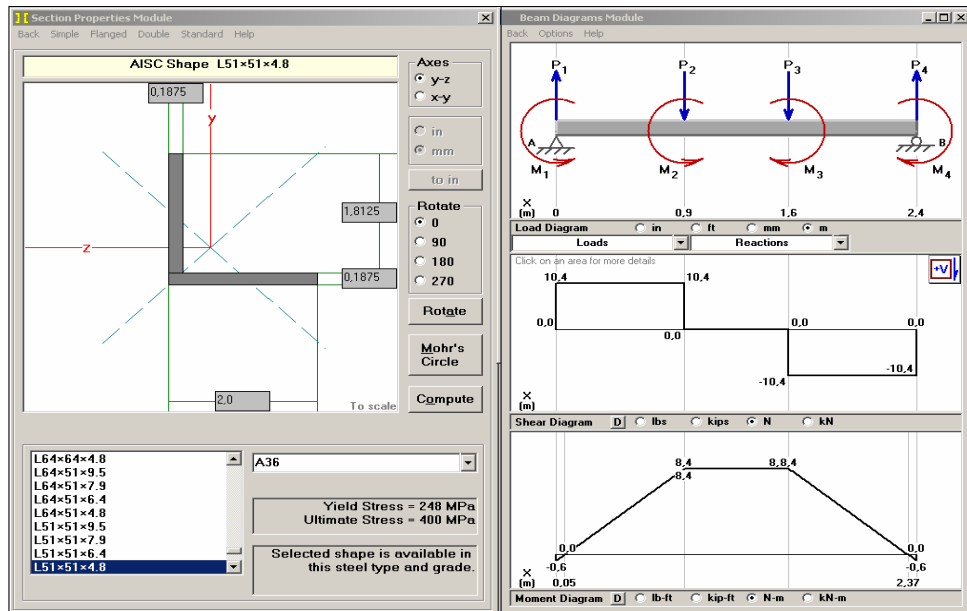 Section Properties Module
Back Simple Flanged Double Standard Help
AISC Shape L51×51×4.8
0,1875
y
z
1,8125
0,1875
2,0
To scale
Axes
y-z
x-y
in
mm
to in
Rotate
0
90
180
270
Rotate
Mohr's
Circle
Compute
L64×64×4.8
L64×51×9.5
L64×51×7.9
L64×51×6.4
L64×51×4.8
L51×51×9.5
L51×51×7.9
L51×51×6.4
L51×51×4.8
A36
Yield Stress = 248 MPa
Ultimate Stress = 400 MPa
Selected shape is available in
this steel type and grade.
Beam Diagrams Module
Back Options Help
P1 P2 P3 P4
A B
M1 M2 M3 M4
X
(m) 0 0,9 1,6 2,4
Load Diagram in ft mm m
Loads Reactions
Click on an area for more details
+V
10,4 10,4
0,0 0,0 0,0
0,0
-10,4 -10,4
X
(m)
Shear Diagram D lbs kips N kN
8,4 8,8,4
8,4
0,0 0,0
-0,6 -0,6
X
(m) 0,05 2,37
Moment Diagram D lb-ft kip-ft N-m kN-m